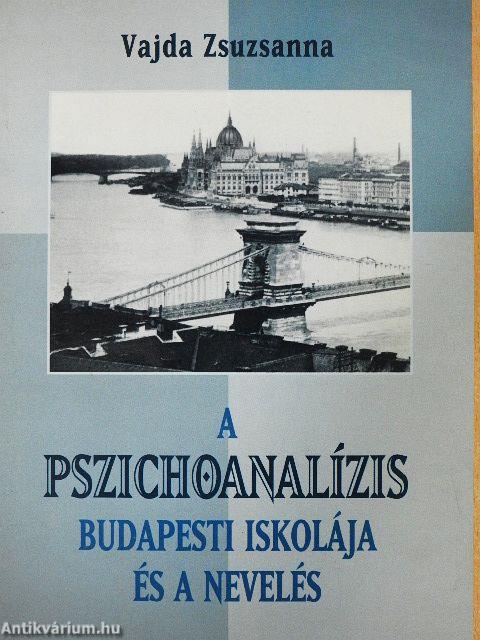 Vajda Zsuzsanna
A
PSZICHOANALÍZIS
BUDAPESTI ISKOLÁJA
ÉS A NEVELÉS
Antikvárium.hu